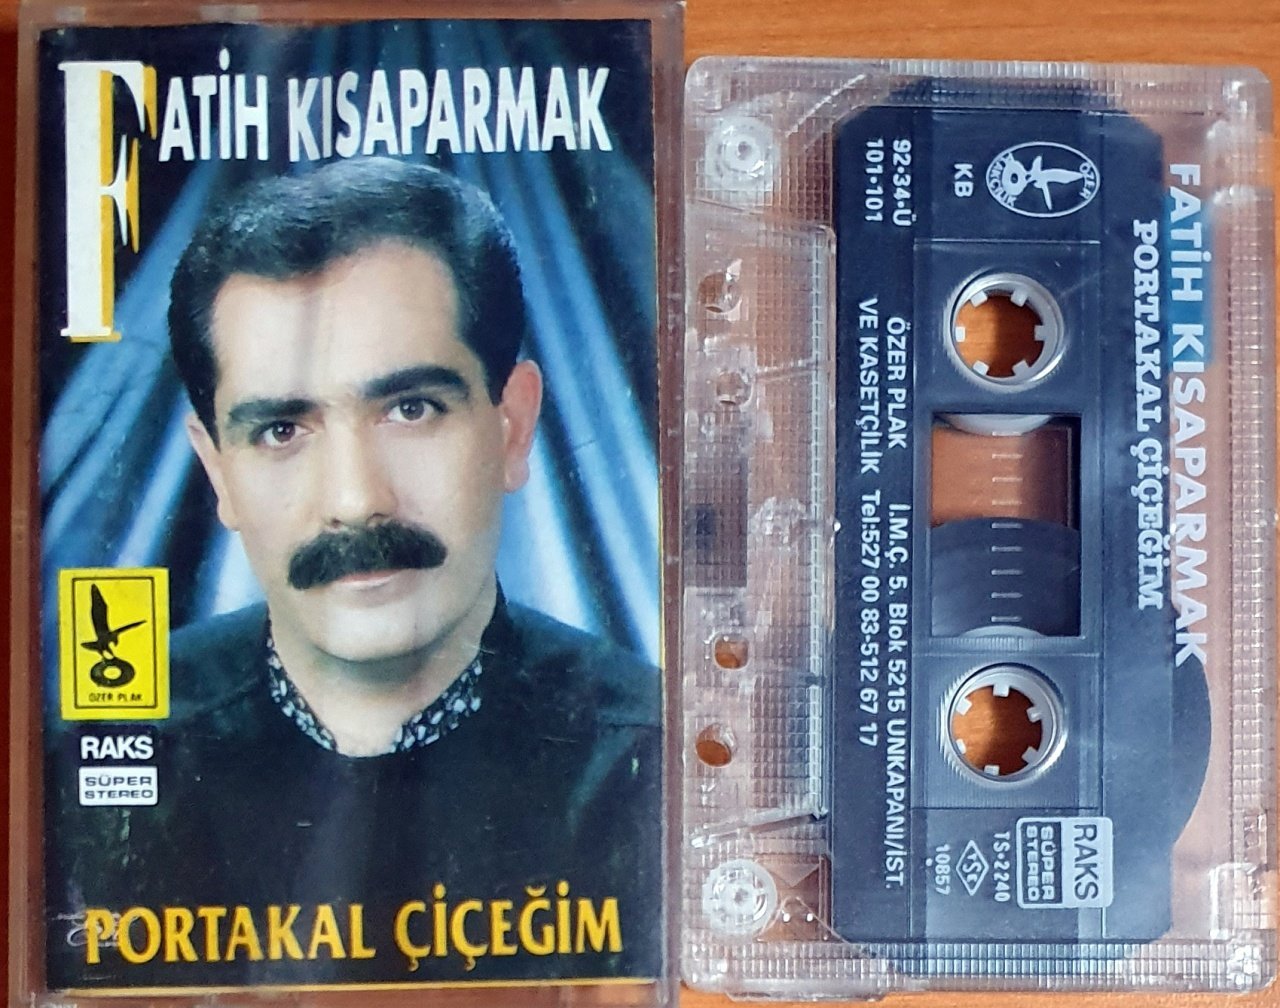 FATİH KISAPARMAK
ÖZER PLAK
RAKS
SÜPER
STEREO
PORTAKAL ÇİÇEĞİM
FATİH KISAPARMAK
PORTAKAL ÇİÇEĞİM
ÖZER
KB
92•34•Ü
101•101
ÖZER PLAK İ.M.Ç. 5. Blok 5215 UNKAPANI/İST.
VE KASETÇİLİK Tel:527 00 83-512 67 17
RAKS
SÜPER
STEREO
TS•2240
TSE
10857